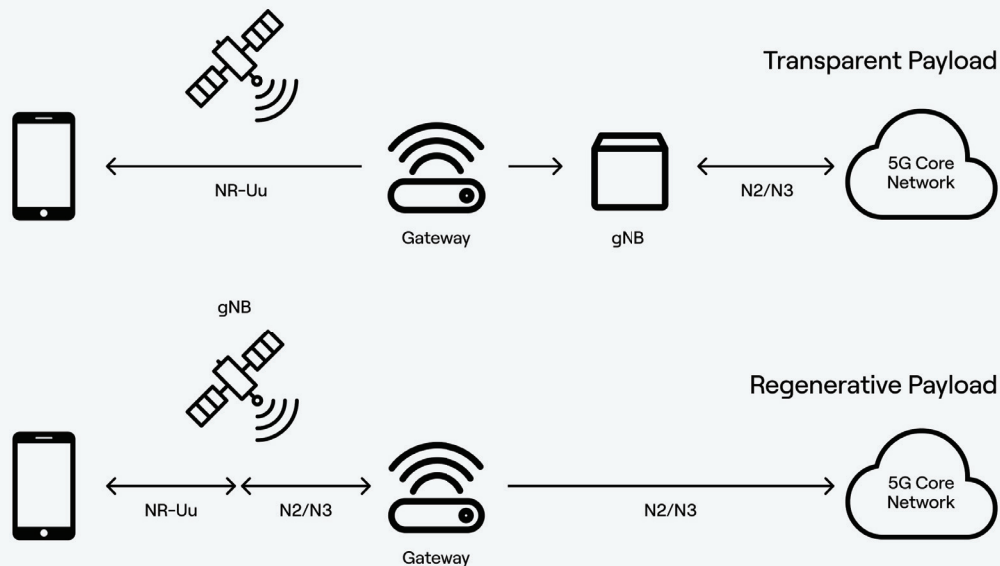 Transparent Payload
5G Core
Network
NR-Uu
N2/N3
Gateway
gNB
gNB
Regenerative Payload
5G Core
Network
NR-Uu
N2/N3
N2/N3
Gateway